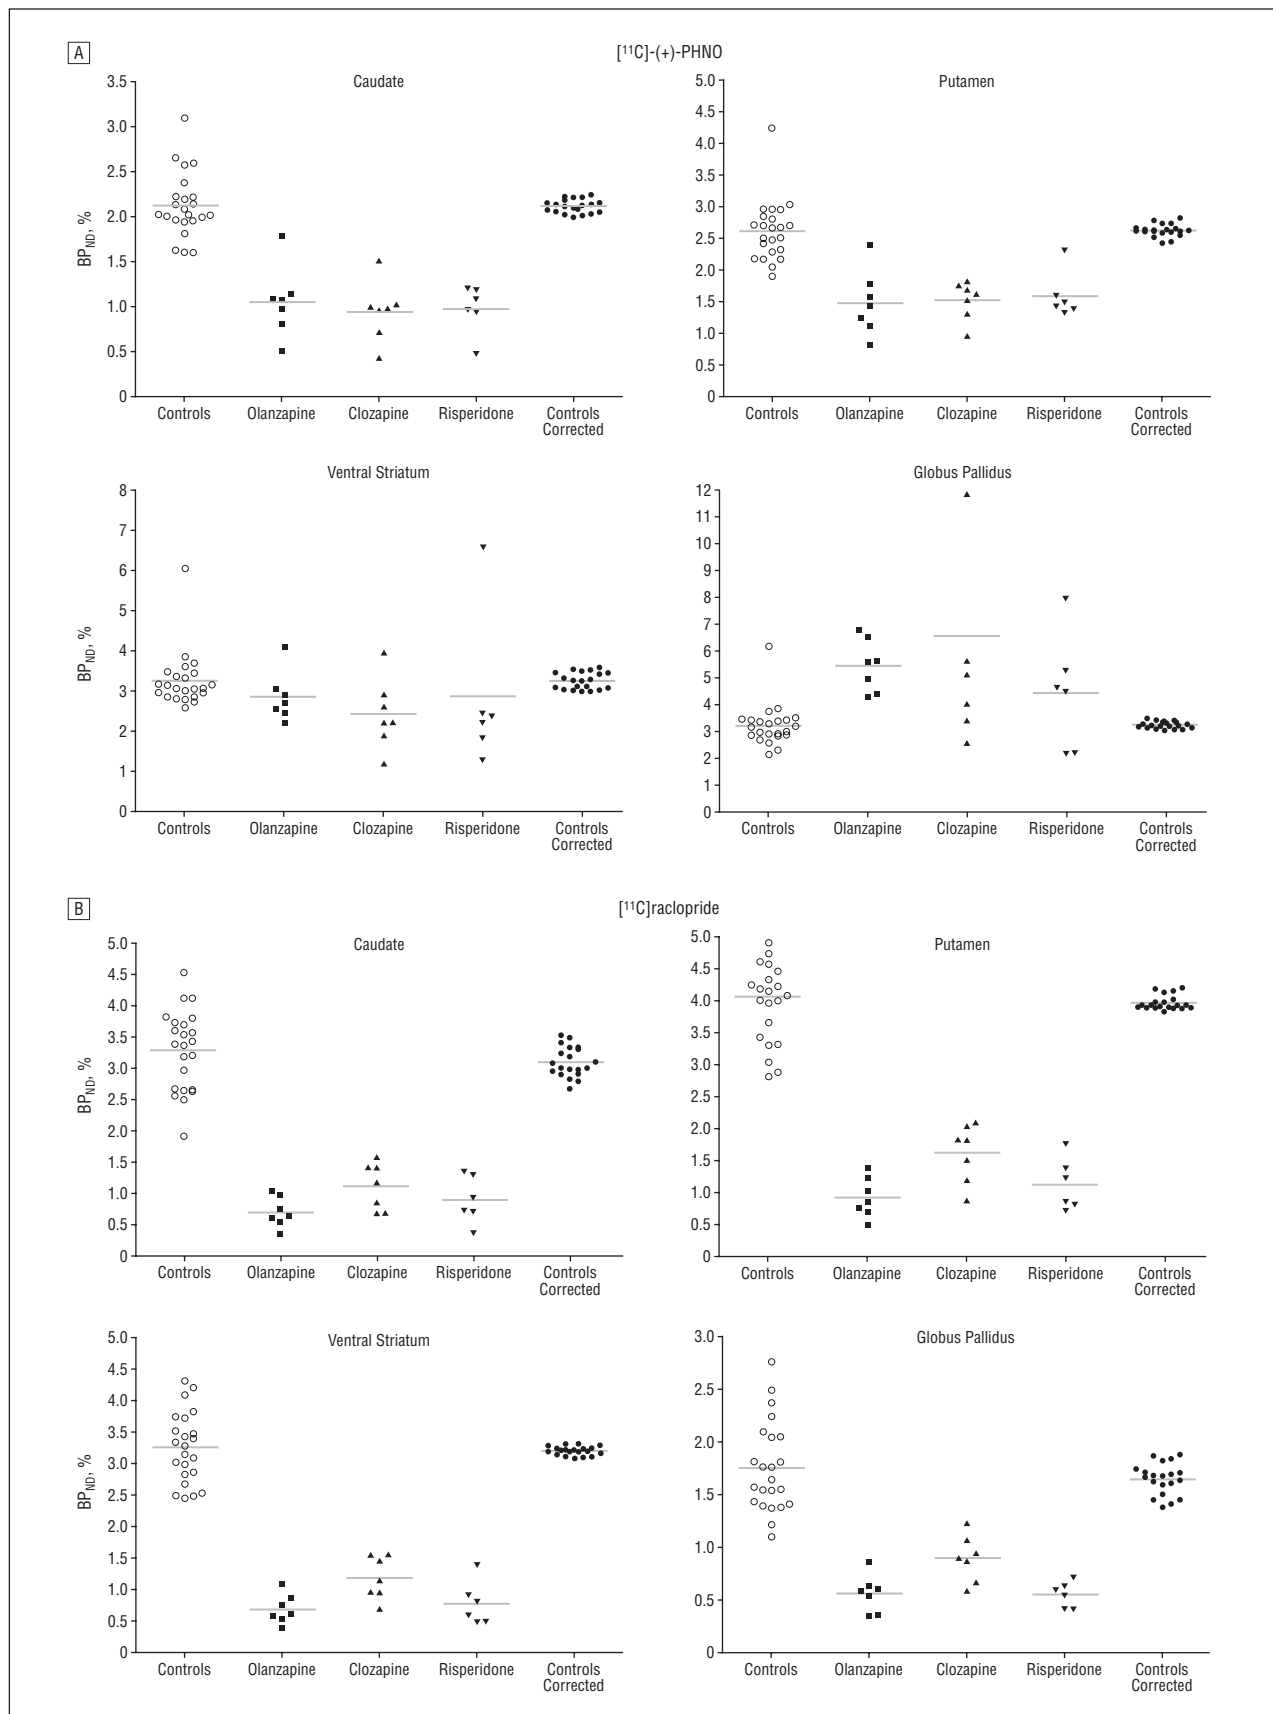 A
[¹¹C]-(+)-PHNO
Caudate
BP_ND, %
3.5
3.0
2.5
2.0
1.5
1.0
0.5
0
Controls Olanzapine Clozapine Risperidone Controls
Corrected
Putamen
5.0
4.5
4.0
3.5
3.0
2.5
2.0
1.5
1.0
0.5
0
Controls Olanzapine Clozapine Risperidone Controls
Corrected
Ventral Striatum
BP_ND, %
8
7
6
5
4
3
2
1
0
Controls Olanzapine Clozapine Risperidone Controls
Corrected
Globus Pallidus
12
11
10
9
8
7
6
5
4
3
2
1
0
Controls Olanzapine Clozapine Risperidone Controls
Corrected
B
[¹¹C]raclopride
Caudate
BP_ND, %
5.0
4.5
4.0
3.5
3.0
2.5
2.0
1.5
1.0
0.5
0
Controls Olanzapine Clozapine Risperidone Controls
Corrected
Putamen
5.0
4.5
4.0
3.5
3.0
2.5
2.0
1.5
1.0
0.5
0
Controls Olanzapine Clozapine Risperidone Controls
Corrected
Ventral Striatum
BP_ND, %
5.0
4.5
4.0
3.5
3.0
2.5
2.0
1.5
1.0
0.5
0
Controls Olanzapine Clozapine Risperidone Controls
Corrected
Globus Pallidus
3.0
2.5
2.0
1.5
1.0
0.5
0
Controls Olanzapine Clozapine Risperidone Controls
Corrected